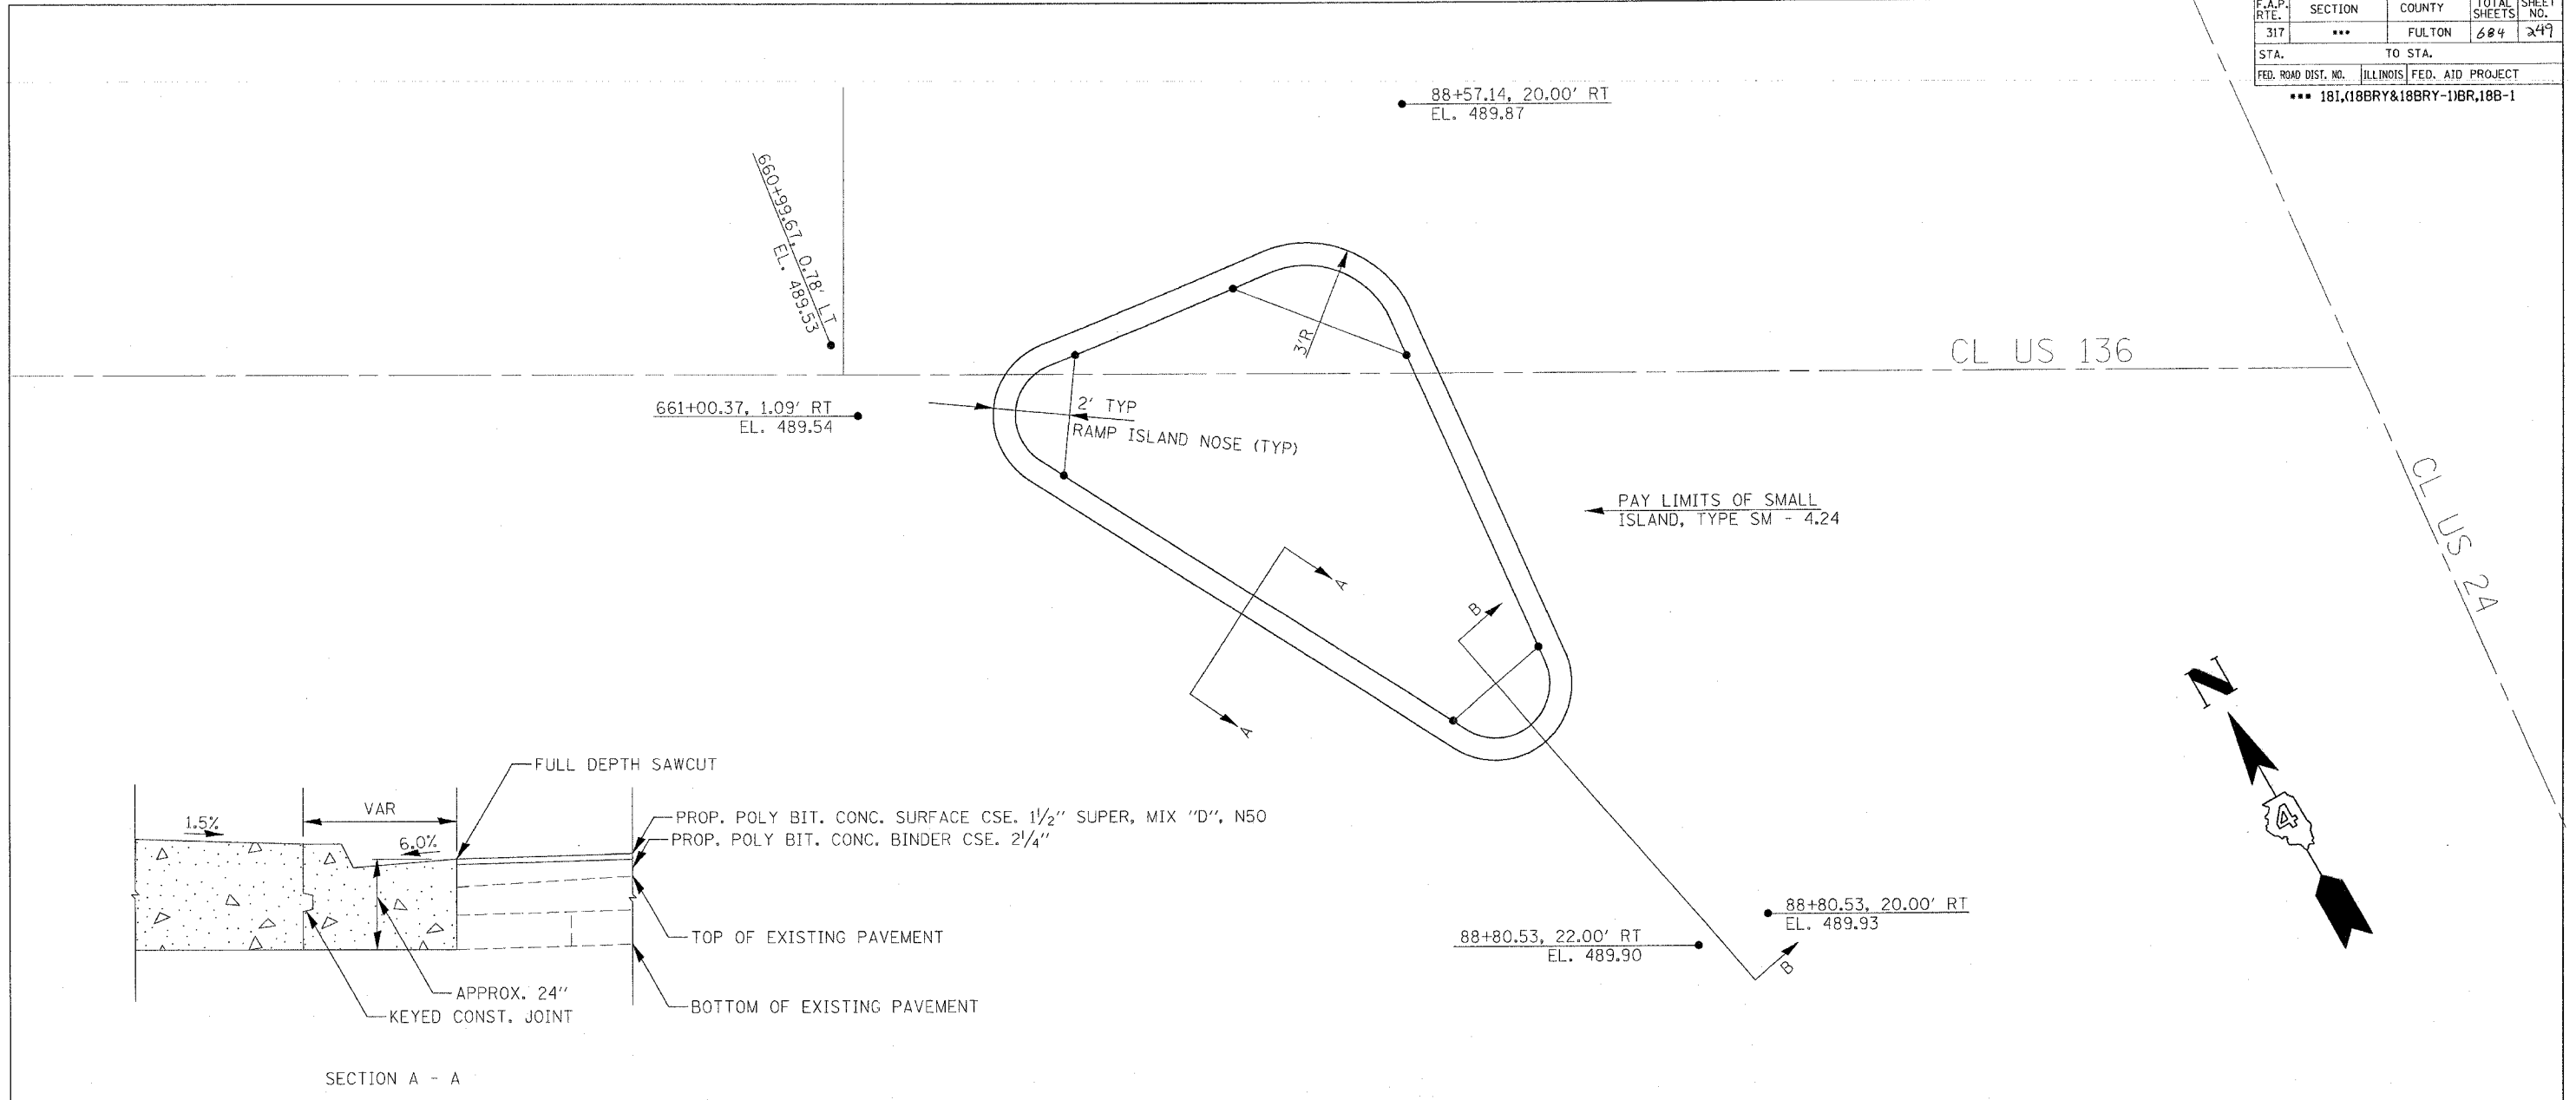 F.A.P. RTE. SECTION COUNTY TOTAL SHEETS SHEET NO.
317 *** FULTON 684 249
STA. TO STA.
FED. ROAD DIST. NO. ILLINOIS FED. AID PROJECT
*** 18I,(18BRY&18BRY-1)BR,18B-1
88+57.14, 20.00' RT
EL. 489.87
660+99.67, 0.78' LT
EL. 489.53
3'R
CL US 136
661+00.37, 1.09' RT
EL. 489.54
2' TYP
RAMP ISLAND NOSE (TYP)
CL US 24
PAY LIMITS OF SMALL
ISLAND, TYPE SM - 4.24
A
A
B
B
N
4
88+80.53, 20.00' RT
EL. 489.93
88+80.53, 22.00' RT
EL. 489.90
FULL DEPTH SAWCUT
VAR
1.5%
6.0%
PROP. POLY BIT. CONC. SURFACE CSE. 1½" SUPER, MIX "D", N50
PROP. POLY BIT. CONC. BINDER CSE. 2¼"
TOP OF EXISTING PAVEMENT
APPROX. 24"
KEYED CONST. JOINT
BOTTOM OF EXISTING PAVEMENT
SECTION A - A